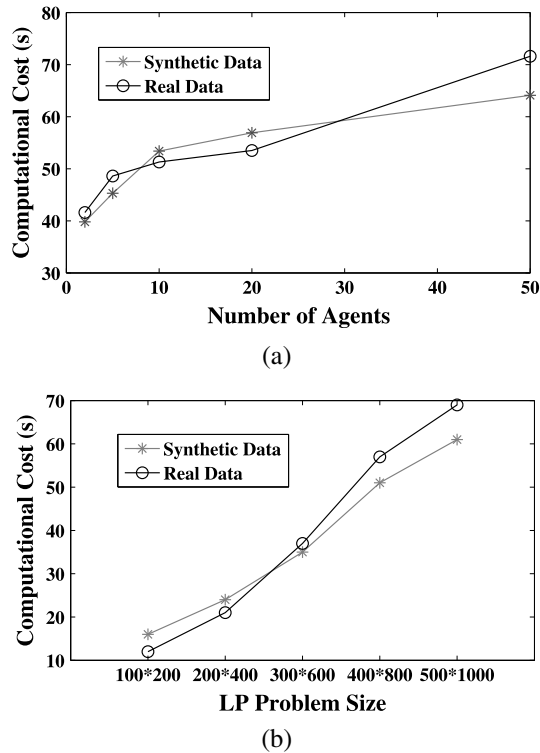 80
70
60
50
40
30
Computational Cost (s)
Synthetic Data
Real Data
0
10
20
30
40
50
Number of Agents
(a)
70
60
50
40
30
20
10
Computational Cost (s)
Synthetic Data
Real Data
100*200
200*400
300*600
400*800
500*1000
LP Problem Size
(b)